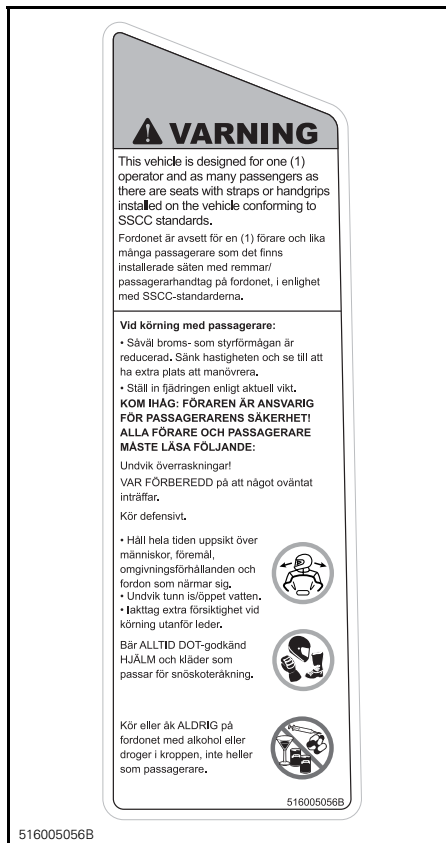 VARNING
This vehicle is designed for one (1)
operator and as many passengers as
there are seats with straps or handgrips
installed on the vehicle conforming to
SSCC standards.
Fordonet är avsett för en (1) förare och lika
många passagerare som det finns
installerade säten med remmar/
passagerarhandtag på fordonet, i enlighet
med SSCC-standarderna.
Vid körning med passagerare:
• Såväl broms- som styrförmågan är
reducerad. Sänk hastigheten och se till att
ha extra plats att manövrera.
• Ställ in fjädringen enligt aktuell vikt.
KOM IHÅG: FÖRAREN ÄR ANSVARIG
FÖR PASSAGERARENS SÄKERHET!
ALLA FÖRARE OCH PASSAGERARE
MÅSTE LÄSA FÖLJANDE:
Undvik överraskningar!
VAR FÖRBEREDD på att något oväntat
inträffar.
Kör defensivt.
• Håll hela tiden uppsikt över
människor, föremål,
omgivningsförhållanden och
fordon som närmar sig.
• Undvik tunn is/öppet vatten.
• Iakttag extra försiktighet vid
körning utanför leder.
Bär ALLTID DOT-godkänd
HJÄLM och kläder som
passar för snöskoteråkning.
Kör eller åk ALDRIG på
fordonet med alkohol eller
droger i kroppen, inte heller
som passagerare.
516005056B
516005056B